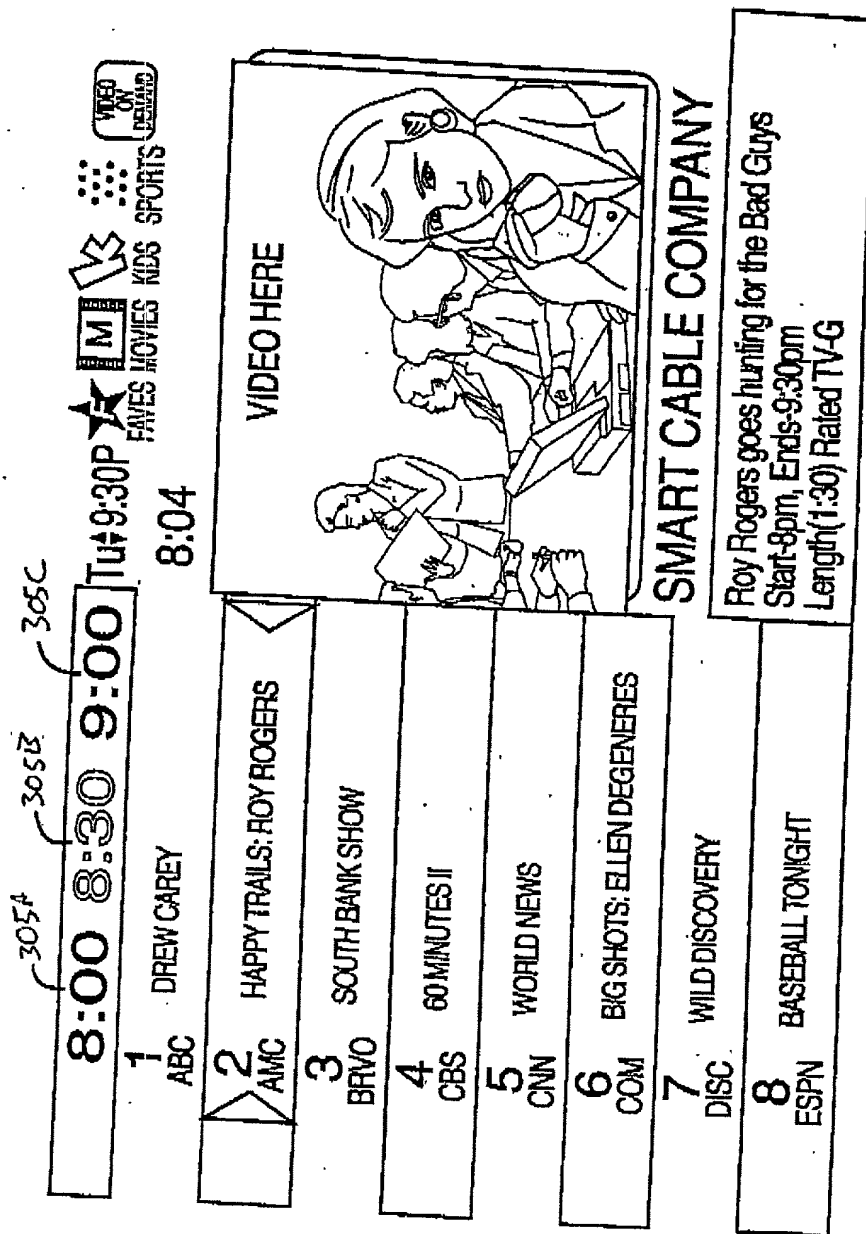 305A
305B
305C
8:00 8:30 9:00
Tu 9:30P
F
FAVES
M
MOVIES
KIDS
SPORTS
VIDEO
ON
DEMAND
8:04
1
ABC
DREW CAREY
2
AMC
HAPPY TRAILS: ROY ROGERS
3
BRVO
SOUTH BANK SHOW
4
CBS
60 MINUTES II
5
CNN
WORLD NEWS
6
COM
BIG SHOTS: ELLEN DEGENERES
7
DISC
WILD DISCOVERY
8
ESPN
BASEBALL TONIGHT
VIDEO HERE
SMART CABLE COMPANY
Roy Rogers goes hunting for the Bad Guys
Start-8pm, Ends-9:30pm
Length(1:30) Rated TV-G